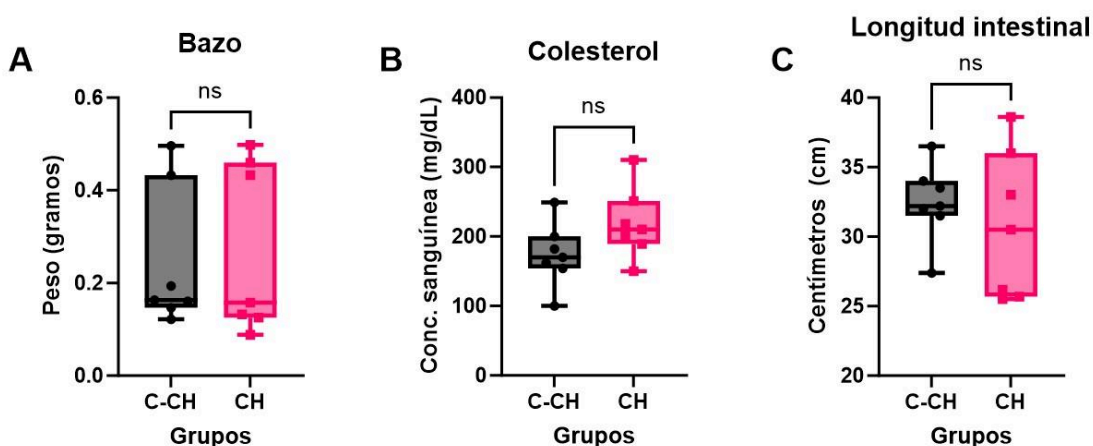 A
Bazo
ns
Peso (gramos)
0.6
0.4
0.2
0.0
C-CH CH
Grupos
B
Colesterol
ns
Conc. sanguínea (mg/dL)
400
300
200
100
0
C-CH CH
Grupos
C
Longitud intestinal
ns
Centímetros (cm)
40
35
30
25
20
C-CH CH
Grupos